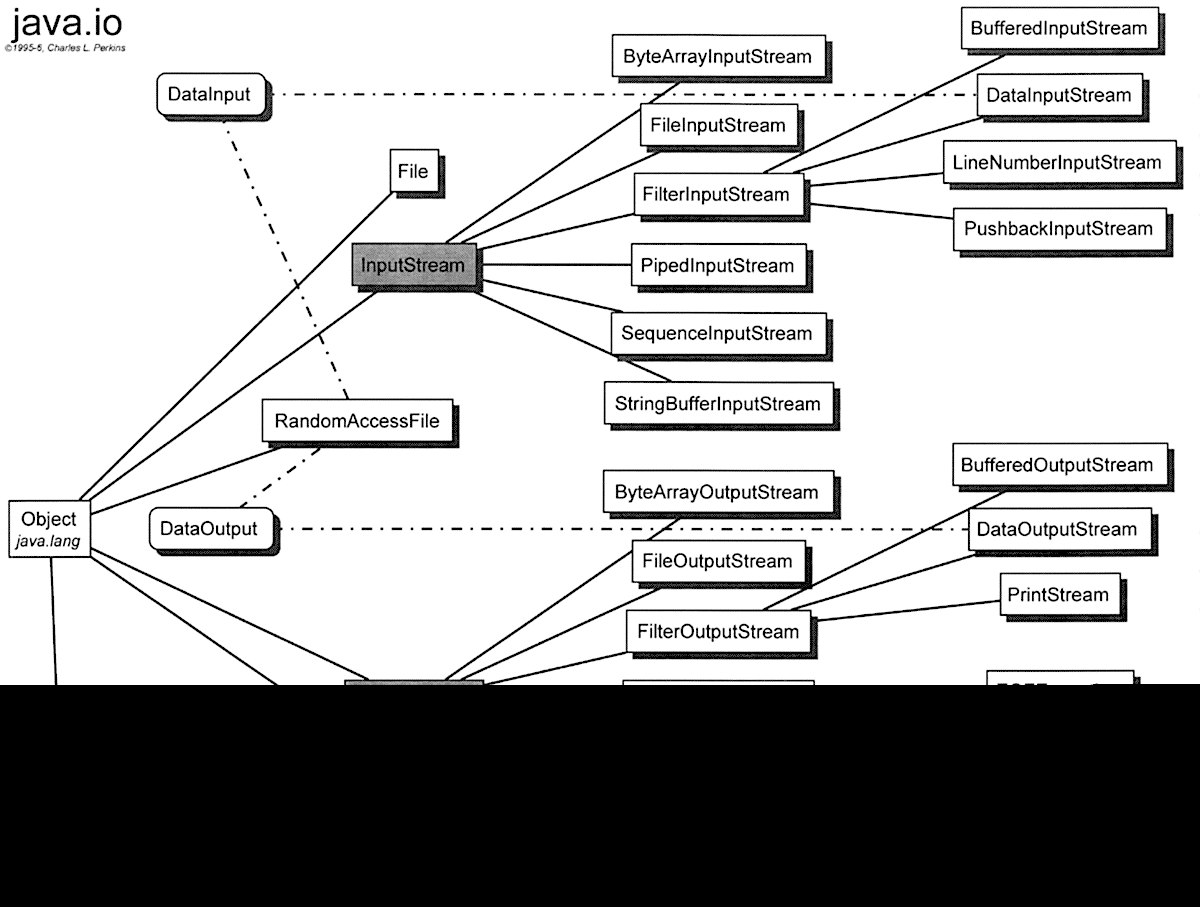 java.io
©1995-6, Charles L. Perkins
BufferedInputStream
ByteArrayInputStream
DataInput
DataInputStream
FileInputStream
LineNumberInputStream
File
FilterInputStream
PushbackInputStream
InputStream
PipedInputStream
SequenceInputStream
StringBufferInputStream
RandomAccessFile
BufferedOutputStream
ByteArrayOutputStream
Object
java.lang
DataOutput
DataOutputStream
FileOutputStream
PrintStream
FilterOutputStream